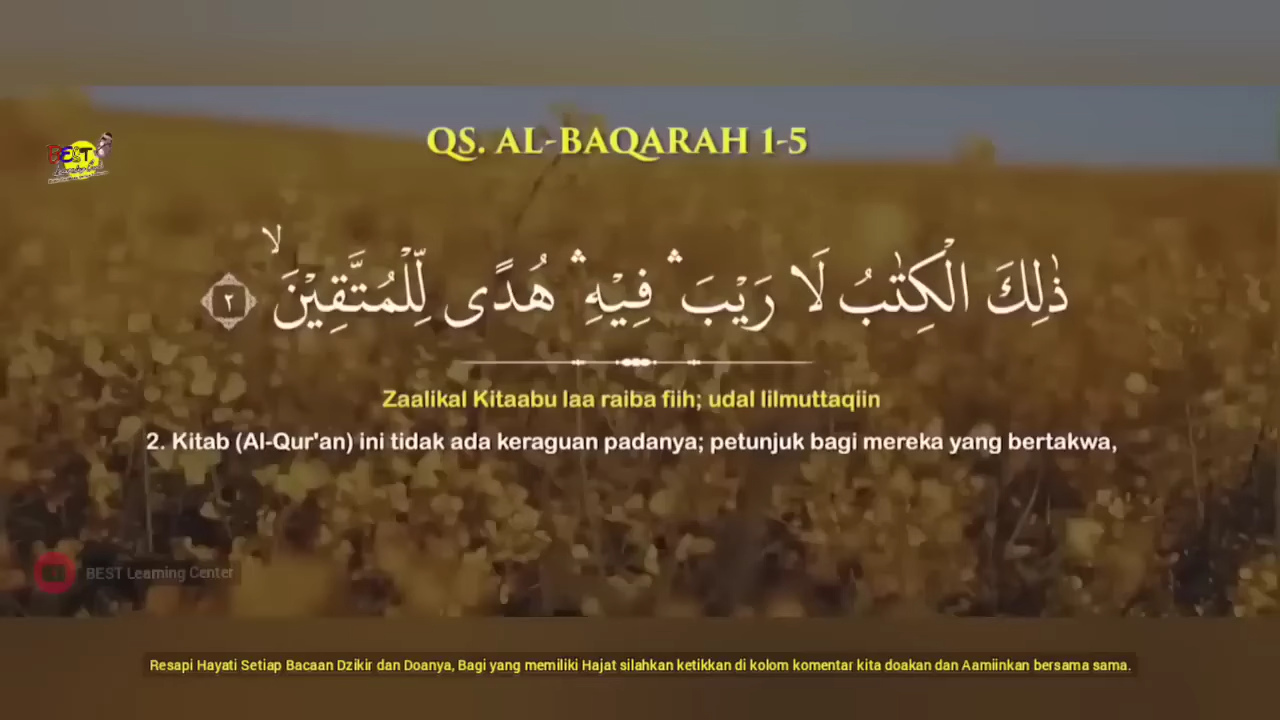 BEST
QS. AL-BAQARAH 1-5
ذٰلِكَ الْكِتٰبُ لَا رَيْبَ ۛ فِيْهِ ۛ هُدًى لِّلْمُتَّقِيْنَۙ ٢
Zaalikal Kitaabu laa raiba fiih; udal lilmuttaqiin
2. Kitab (Al-Qur'an) ini tidak ada keraguan padanya; petunjuk bagi mereka yang bertakwa,
BEST Learning Center
Resapi Hayati Setiap Bacaan Dzikir dan Doanya, Bagi yang memiliki Hajat silahkan ketikkan di kolom komentar kita doakan dan Aamiinkan bersama sama.